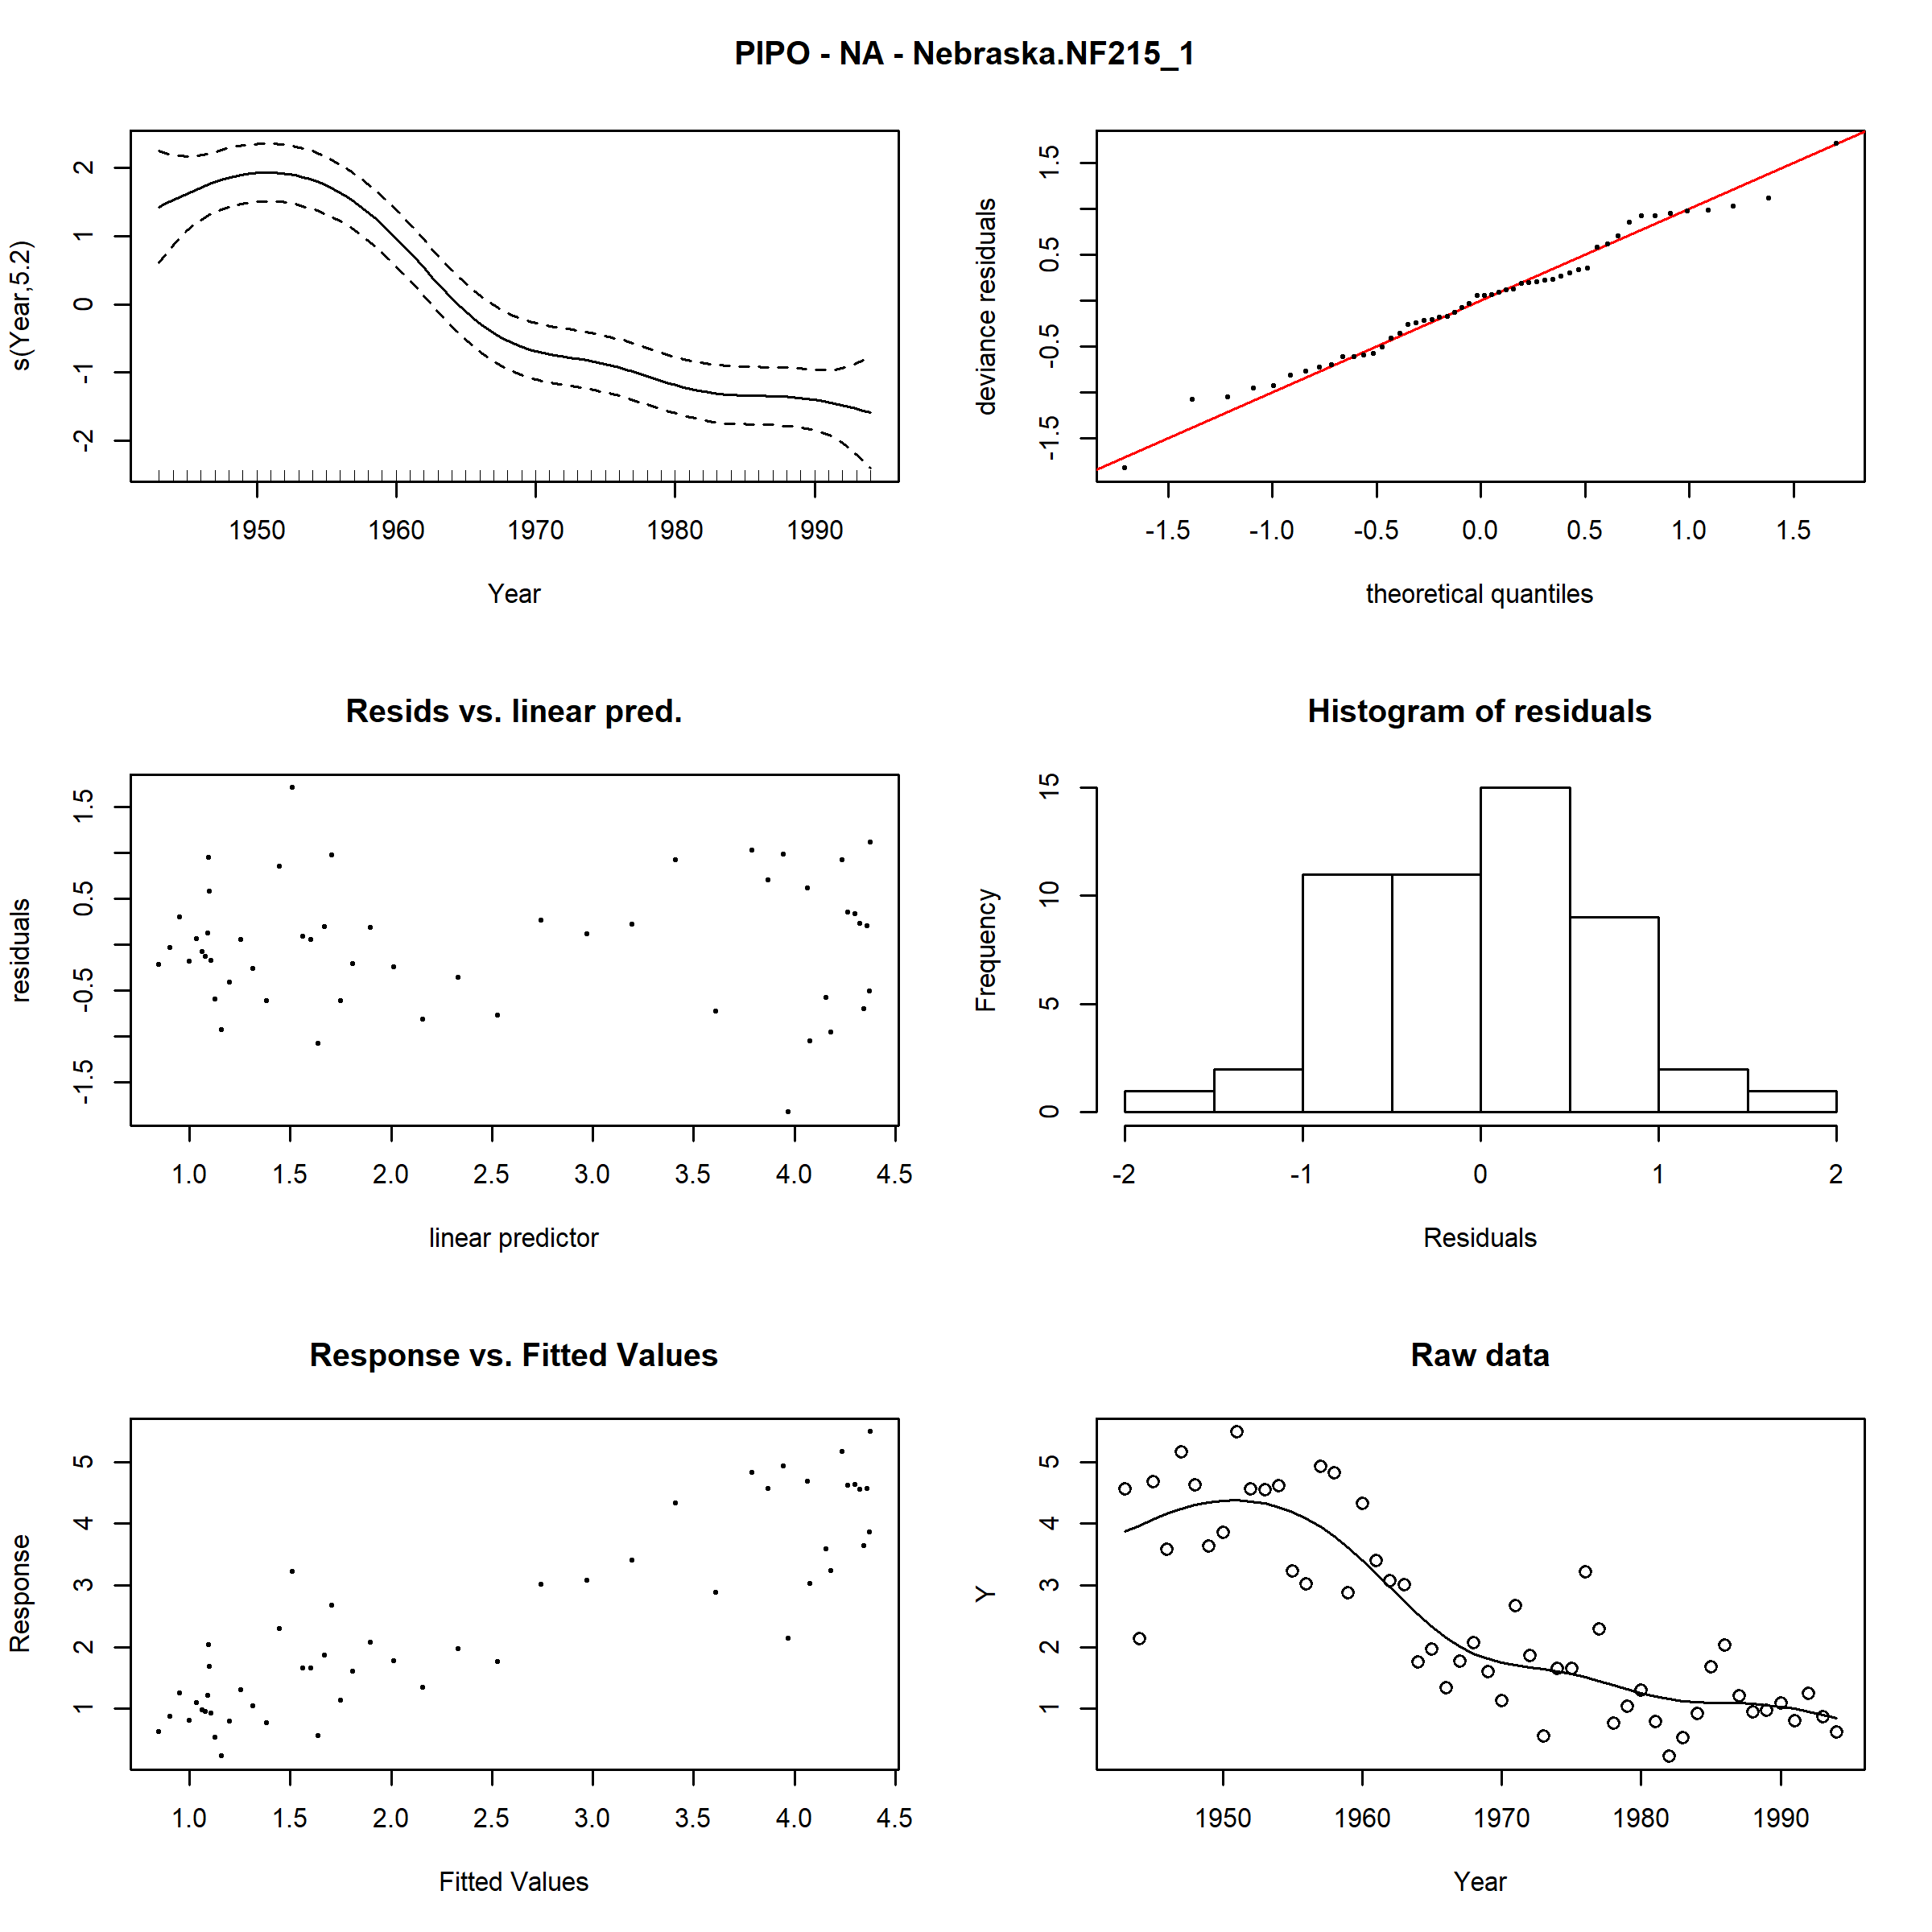 PIPO - NA - Nebraska.NF215_1
s(Year,5.2)
2
1
0
-1
-2
1950 1960 1970 1980 1990
Year
deviance residuals
1.5
0.5
-0.5
-1.5
-1.5 -1.0 -0.5 0.0 0.5 1.0 1.5
theoretical quantiles
Resids vs. linear pred.
residuals
1.5
0.5
-0.5
-1.5
1.0 1.5 2.0 2.5 3.0 3.5 4.0 4.5
linear predictor
Histogram of residuals
Frequency
15
10
5
0
-2 -1 0 1 2
Residuals
Response vs. Fitted Values
Response
5
4
3
2
1
1.0 1.5 2.0 2.5 3.0 3.5 4.0 4.5
Fitted Values
Raw data
Y
5
4
3
2
1
1950 1960 1970 1980 1990
Year